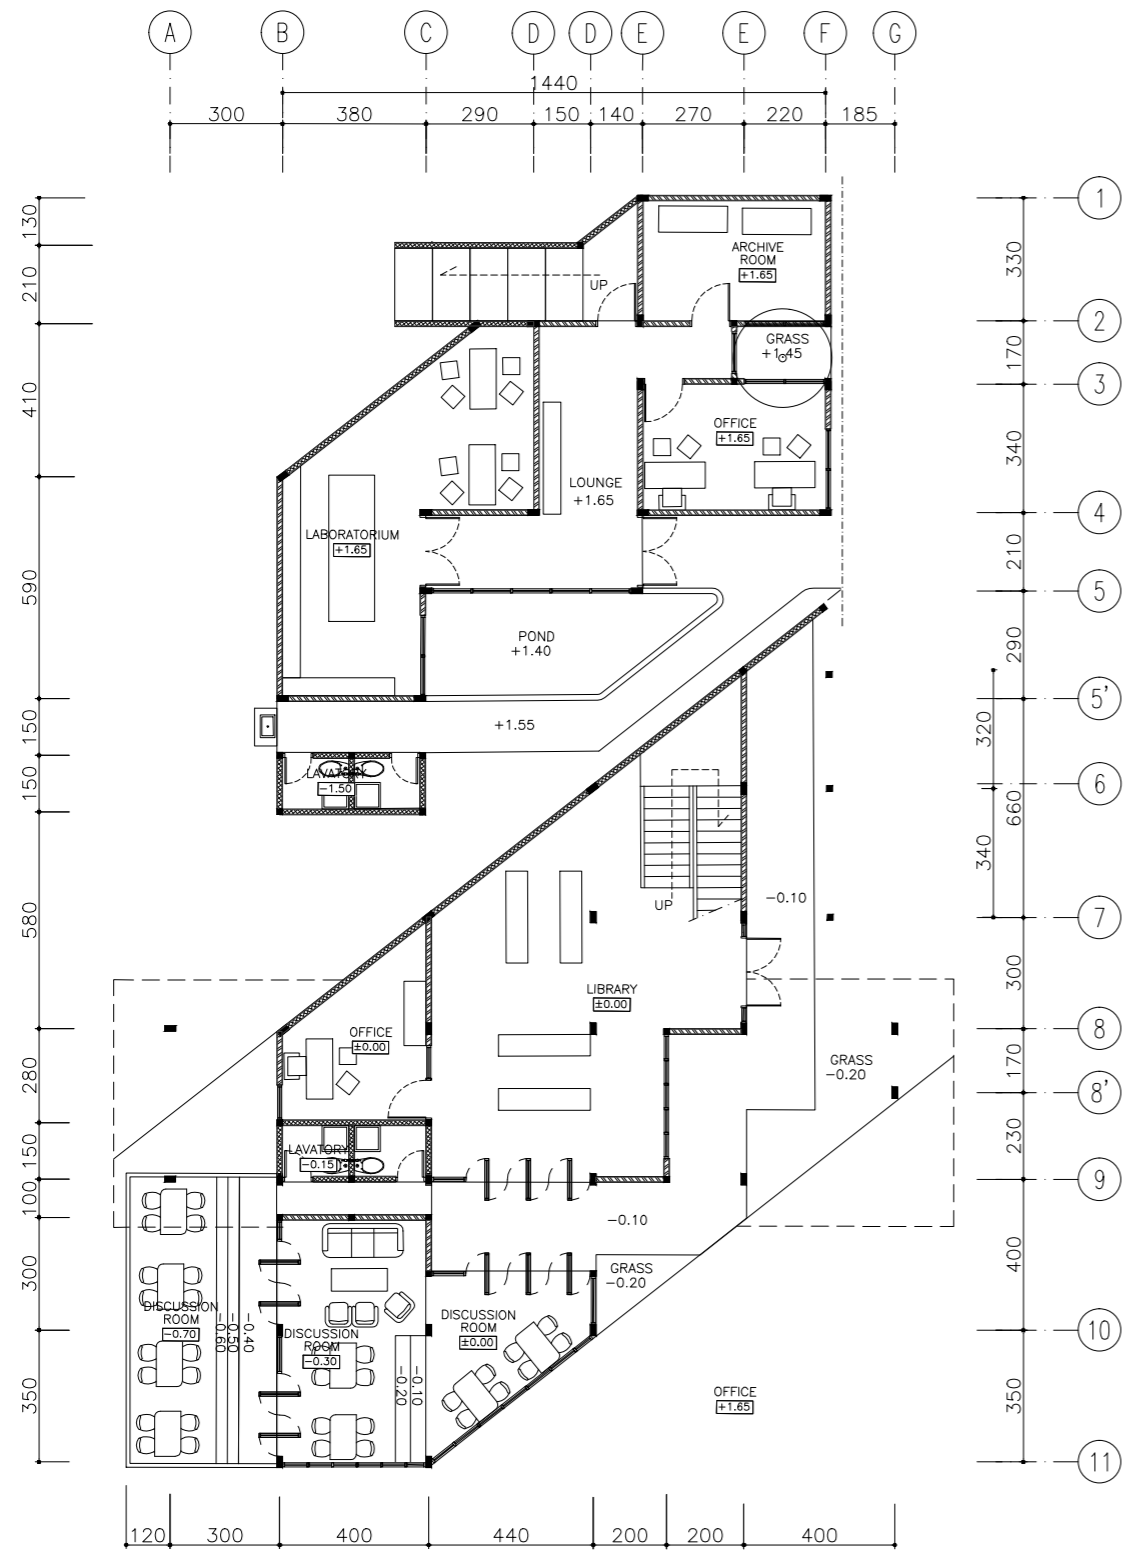 A B C D D E E F G
1440
300 380 290 150 140 270 220 185
1
130
330
ARCHIVE
ROOM
+1.65
210
UP
2
GRASS
+1.45
170
3
410
OFFICE
+1.65
340
LOUNGE
+1.65
4
LABORATORIUM
+1.65
210
590
5
POND
+1.40
290
5'
+1.55
150
320
LAVATORY
-1.50
150
6
660
340
-0.10
UP
7
580
300
LIBRARY
±0.00
8
OFFICE
±0.00
GRASS
-0.20
170
280
8'
230
LAVATORY
-0.15
150
9
100
-0.10
400
300
GRASS
-0.20
DISCUSSION
ROOM
-0.70
-0.60
-0.50
-0.40
DISCUSSION
ROOM
-0.30
DISCUSSION
ROOM
±0.00
10
-0.20
-0.10
350
350
OFFICE
+1.65
11
120 300 400 440 200 200 400